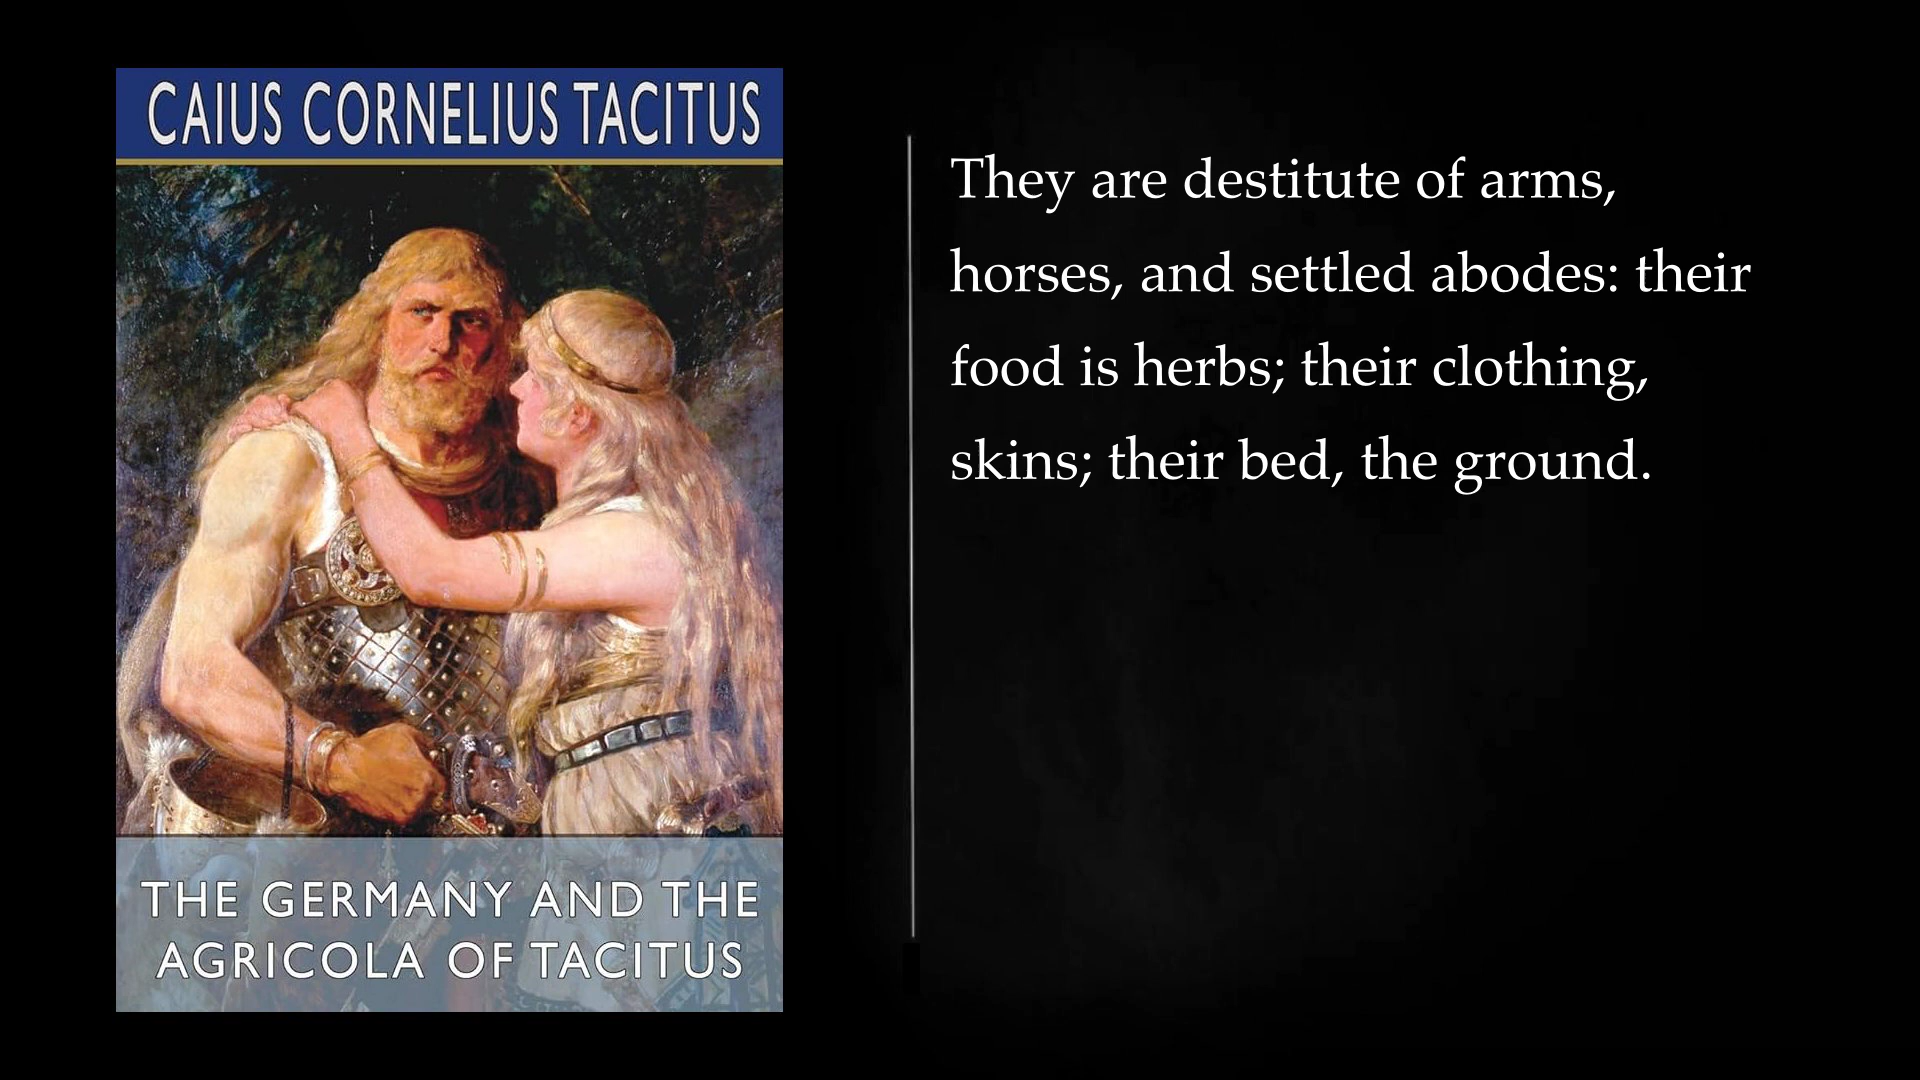 CAIUS CORNELIUS TACITUS
THE GERMANY AND THE
AGRICOLA OF TACITUS
They are destitute of arms,
horses, and settled abodes: their
food is herbs; their clothing,
skins; their bed, the ground.